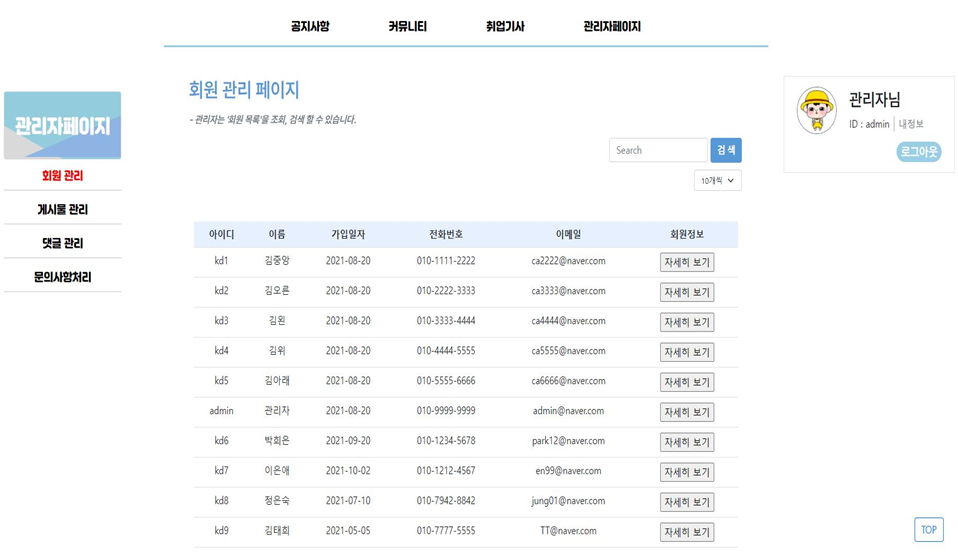 공지사항 커뮤니티 취업기사 관리자페이지
관리자페이지
회원 관리
게시물 관리
댓글 관리
문의사항처리
회원 관리 페이지
- 관리자는 '회원 목록'을 조회, 검색 할 수 있습니다.
Search 검색
10개씩
아이디 이름 가입일자 전화번호 이메일 회원정보
kd1 김중앙 2021-08-20 010-1111-2222 ca2222@naver.com 자세히 보기
kd2 김오른 2021-08-20 010-2222-3333 ca3333@naver.com 자세히 보기
kd3 김왼 2021-08-20 010-3333-4444 ca4444@naver.com 자세히 보기
kd4 김위 2021-08-20 010-4444-5555 ca5555@naver.com 자세히 보기
kd5 김아래 2021-08-20 010-5555-6666 ca6666@naver.com 자세히 보기
admin 관리자 2021-08-20 010-9999-9999 admin@naver.com 자세히 보기
kd6 박희은 2021-09-20 010-1234-5678 park12@naver.com 자세히 보기
kd7 이은애 2021-10-02 010-1212-4567 en99@naver.com 자세히 보기
kd8 정은숙 2021-07-10 010-7942-8842 jung01@naver.com 자세히 보기
kd9 김태희 2021-05-05 010-7777-5555 TT@naver.com 자세히 보기
관리자님
ID : admin 내정보
로그아웃
TOP